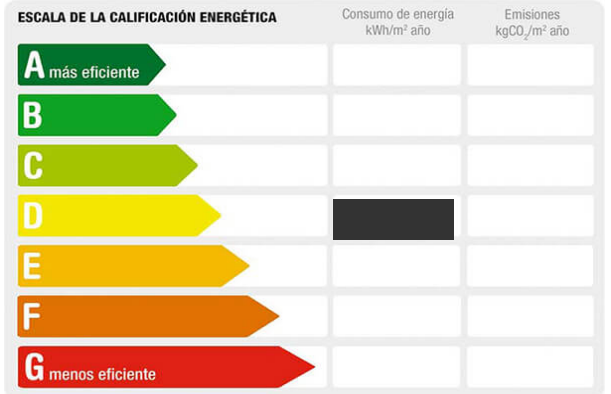 ESCALA DE LA CALIFICACIÓN ENERGÉTICA
Consumo de energía
kWh/m² año
Emisiones
kgCO₂/m² año
A más eficiente
B
C
D
E
F
G menos eficiente